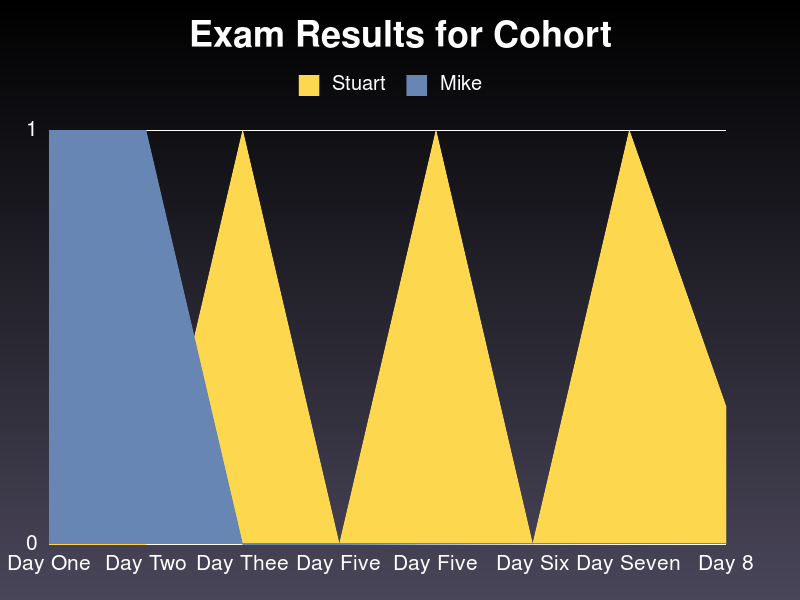 Exam Results for Cohort
Stuart Mike
1
0
Day One Day Two Day Thee Day Five Day Five Day Six Day Seven Day 8